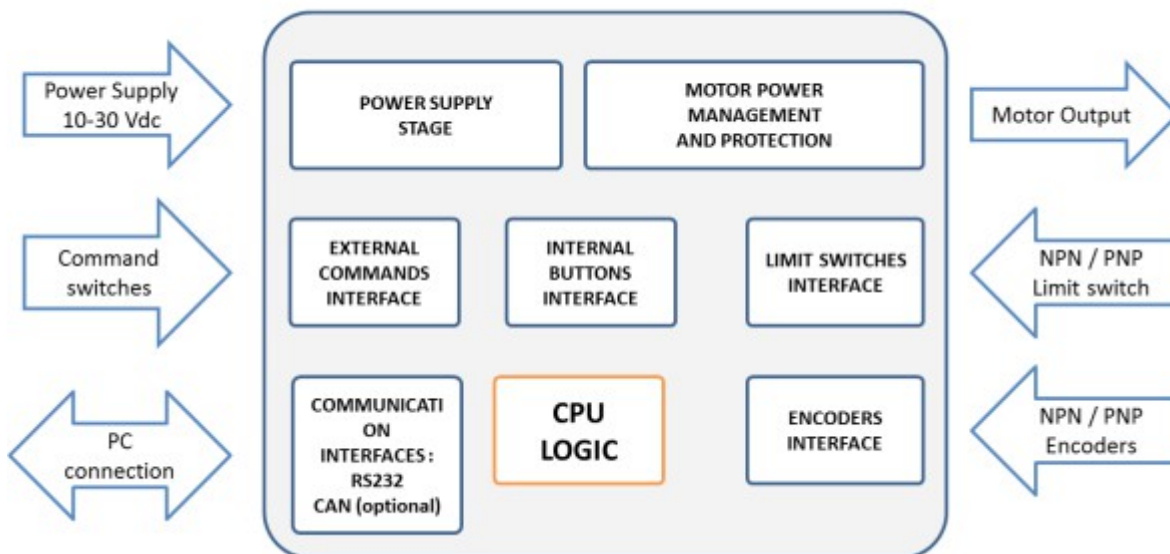 Power Supply
10-30 Vdc
POWER SUPPLY
STAGE
MOTOR POWER
MANAGEMENT
AND PROTECTION
Motor Output
Command
switches
EXTERNAL
COMMANDS
INTERFACE
INTERNAL
BUTTONS
INTERFACE
LIMIT SWITCHES
INTERFACE
NPN / PNP
Limit switch
PC
connection
COMMUNICATI
ON
INTERFACES :
RS232
CAN (optional)
CPU
LOGIC
ENCODERS
INTERFACE
NPN / PNP
Encoders